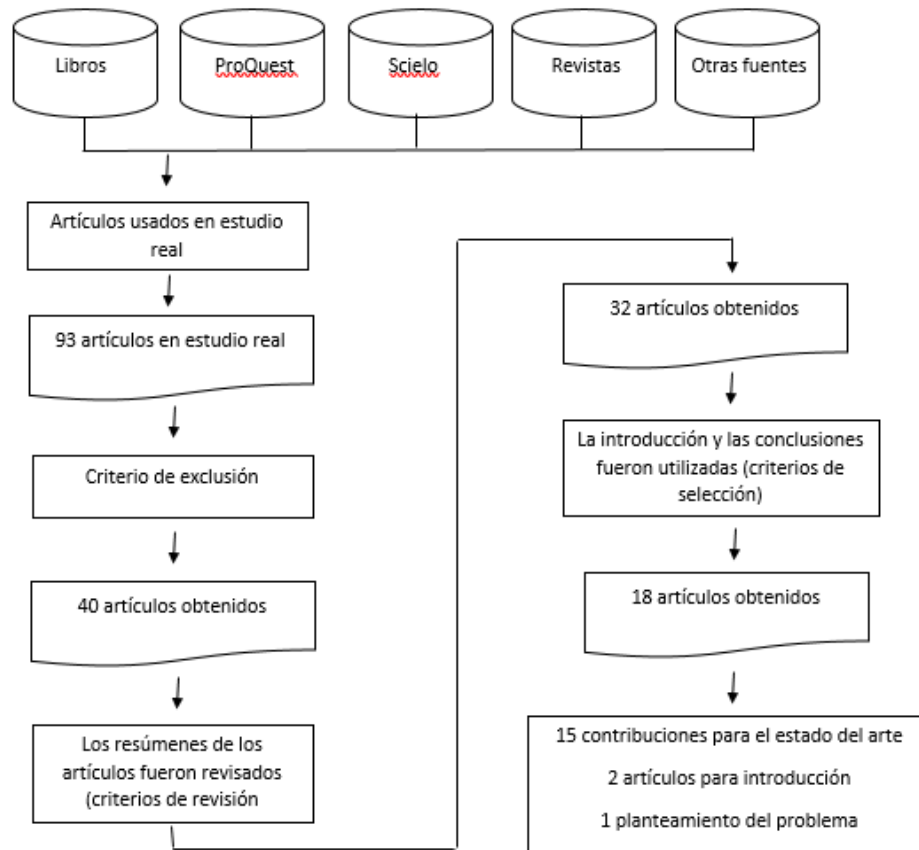 Libros
ProQuest
Scielo
Revistas
Otras fuentes
Artículos usados en estudio
real
93 artículos en estudio real
Criterio de exclusión
40 artículos obtenidos
Los resúmenes de los
artículos fueron revisados
(criterios de revisión
32 artículos obtenidos
La introducción y las conclusiones
fueron utilizadas (criterios de
selección)
18 artículos obtenidos
15 contribuciones para el estado del arte
2 artículos para introducción
1 planteamiento del problema